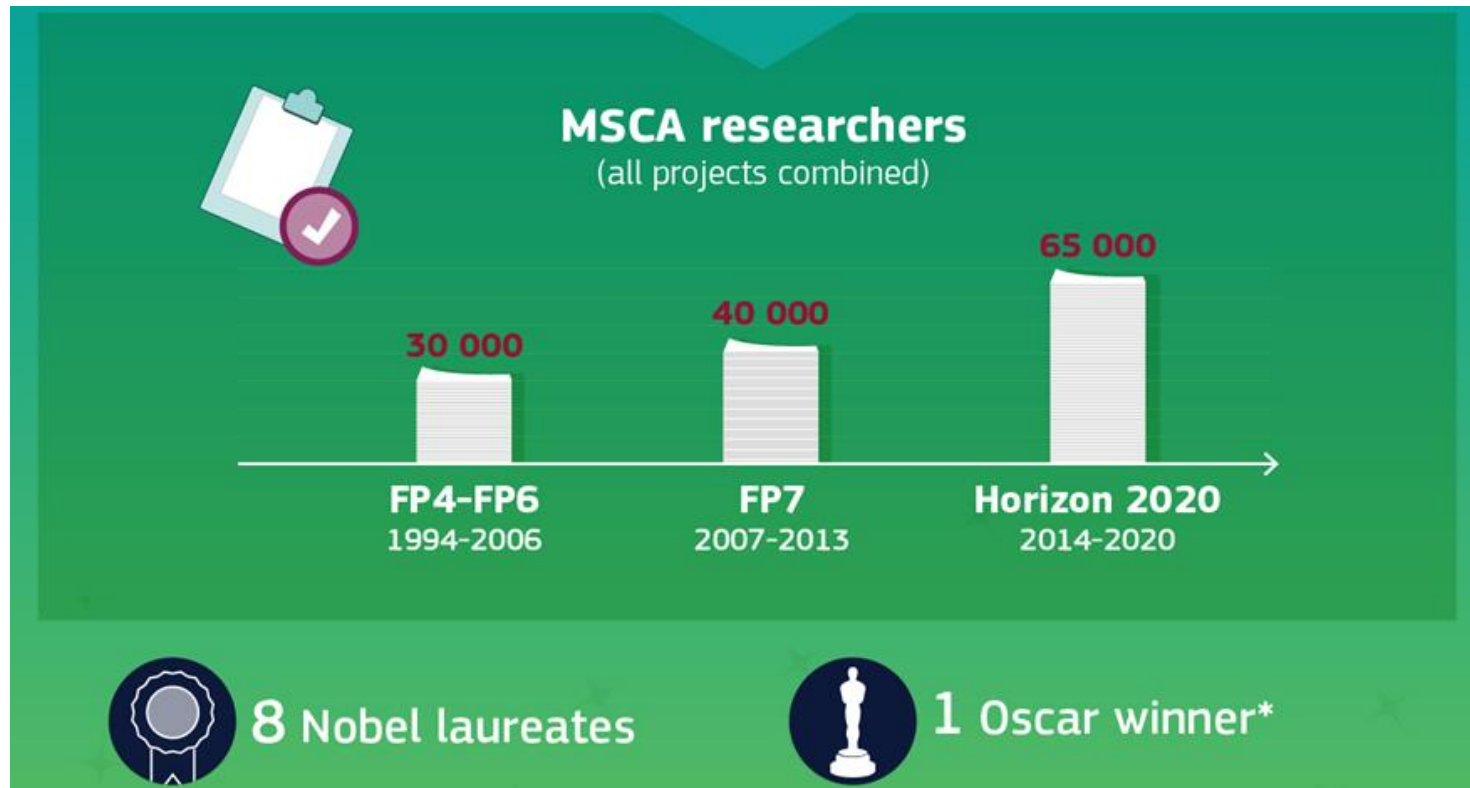 MSCA researchers
(all projects combined)
65 000
40 000
30 000
FP4-FP6
1994-2006
FP7
2007-2013
Horizon 2020
2014-2020
8 Nobel laureates
1 Oscar winner*